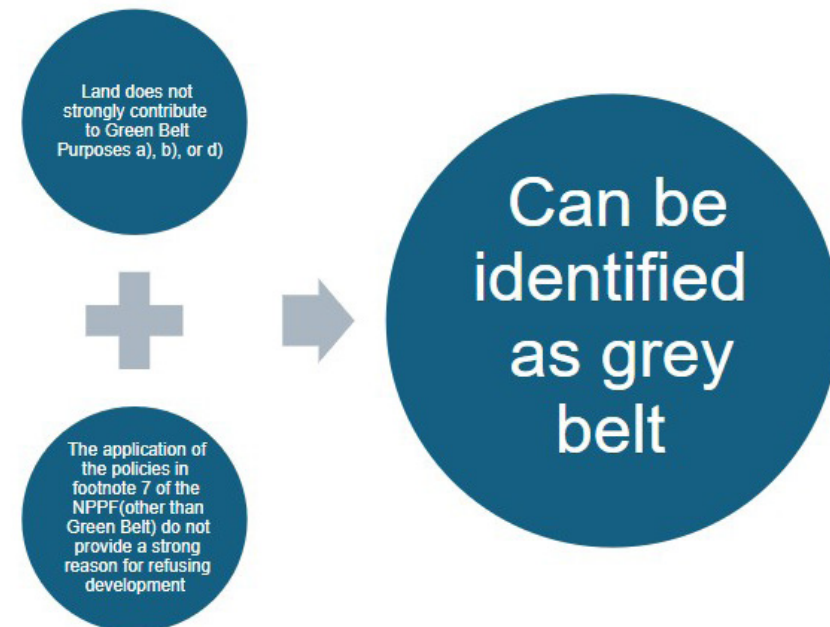 Land does not
strongly contribute
to Green Belt
Purposes a), b), or d)
The application of
the policies in
footnote 7 of the
NPPF(other than
Green Belt) do not
provide a strong
reason for refusing
development
Can be
identified
as grey
belt